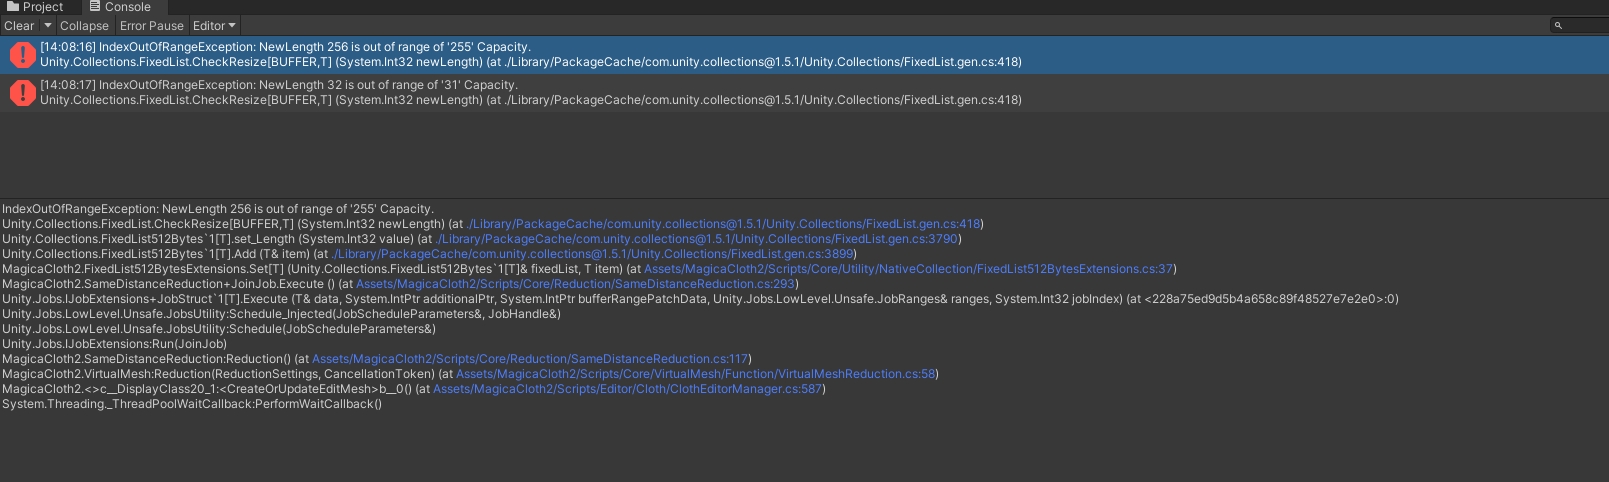 Project
Console
Clear
Collapse
Error Pause
Editor
[14:08:16] IndexOutOfRangeException: NewLength 256 is out of range of '255' Capacity.
Unity.Collections.FixedList.CheckResize[BUFFER,T] (System.Int32 newLength) (at ./Library/PackageCache/com.unity.collections@1.5.1/Unity.Collections/FixedList.gen.cs:418)
[14:08:17] IndexOutOfRangeException: NewLength 32 is out of range of '31' Capacity.
Unity.Collections.FixedList.CheckResize[BUFFER,T] (System.Int32 newLength) (at ./Library/PackageCache/com.unity.collections@1.5.1/Unity.Collections/FixedList.gen.cs:418)
IndexOutOfRangeException: NewLength 256 is out of range of '255' Capacity.
Unity.Collections.FixedList.CheckResize[BUFFER,T] (System.Int32 newLength) (at ./Library/PackageCache/com.unity.collections@1.5.1/Unity.Collections/FixedList.gen.cs:418)
Unity.Collections.FixedList512Bytes`1[T].set_Length (System.Int32 value) (at ./Library/PackageCache/com.unity.collections@1.5.1/Unity.Collections/FixedList.gen.cs:3790)
Unity.Collections.FixedList512Bytes`1[T].Add (T& item) (at ./Library/PackageCache/com.unity.collections@1.5.1/Unity.Collections/FixedList.gen.cs:3899)
MagicaCloth2.FixedList512BytesExtensions.Set[T] (Unity.Collections.FixedList512Bytes`1[T]& fixedList, T item) (at Assets/MagicaCloth2/Scripts/Core/Utility/NativeCollection/FixedList512BytesExtensions.cs:37)
MagicaCloth2.SameDistanceReduction+JoinJob.Execute () (at Assets/MagicaCloth2/Scripts/Core/Reduction/SameDistanceReduction.cs:293)
Unity.Jobs.IJobExtensions+JobStruct`1[T].Execute (T& data, System.IntPtr additionalPtr, System.IntPtr bufferRangePatchData, Unity.Jobs.LowLevel.Unsafe.JobRanges& ranges, System.Int32 jobIndex) (at <228a75ed9d5b4a658c89f48527e7e2e0>:0)
Unity.Jobs.LowLevel.Unsafe.JobsUtility:Schedule_Injected(JobScheduleParameters&, JobHandle&)
Unity.Jobs.LowLevel.Unsafe.JobsUtility:Schedule(JobScheduleParameters&)
Unity.Jobs.IJobExtensions:Run(JoinJob)
MagicaCloth2.SameDistanceReduction:Reduction() (at Assets/MagicaCloth2/Scripts/Core/Reduction/SameDistanceReduction.cs:117)
MagicaCloth2.VirtualMesh:Reduction(ReductionSettings, CancellationToken) (at Assets/MagicaCloth2/Scripts/Core/VirtualMesh/Function/VirtualMeshReduction.cs:58)
MagicaCloth2.<>c__DisplayClass20_1:<CreateOrUpdateEditMesh>b__0() (at Assets/MagicaCloth2/Scripts/Editor/Cloth/ClothEditorManager.cs:587)
System.Threading._ThreadPoolWaitCallback:PerformWaitCallback()